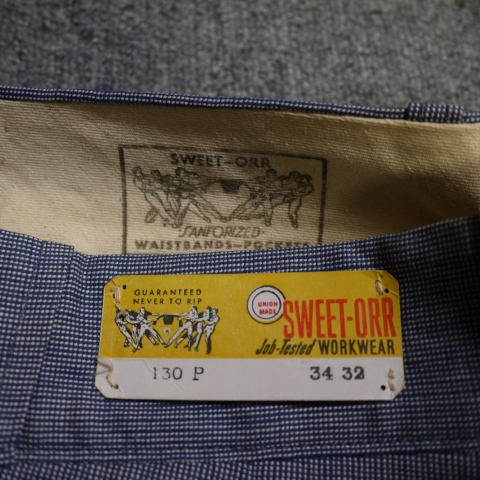 SWEET-ORR
SANFORIZED
WAISTBANDS-POCKETS
GUARANTEED
NEVER TO RIP
UNION
MADE
SWEET-ORR
Job-Tested WORKWEAR
130 P 34 32